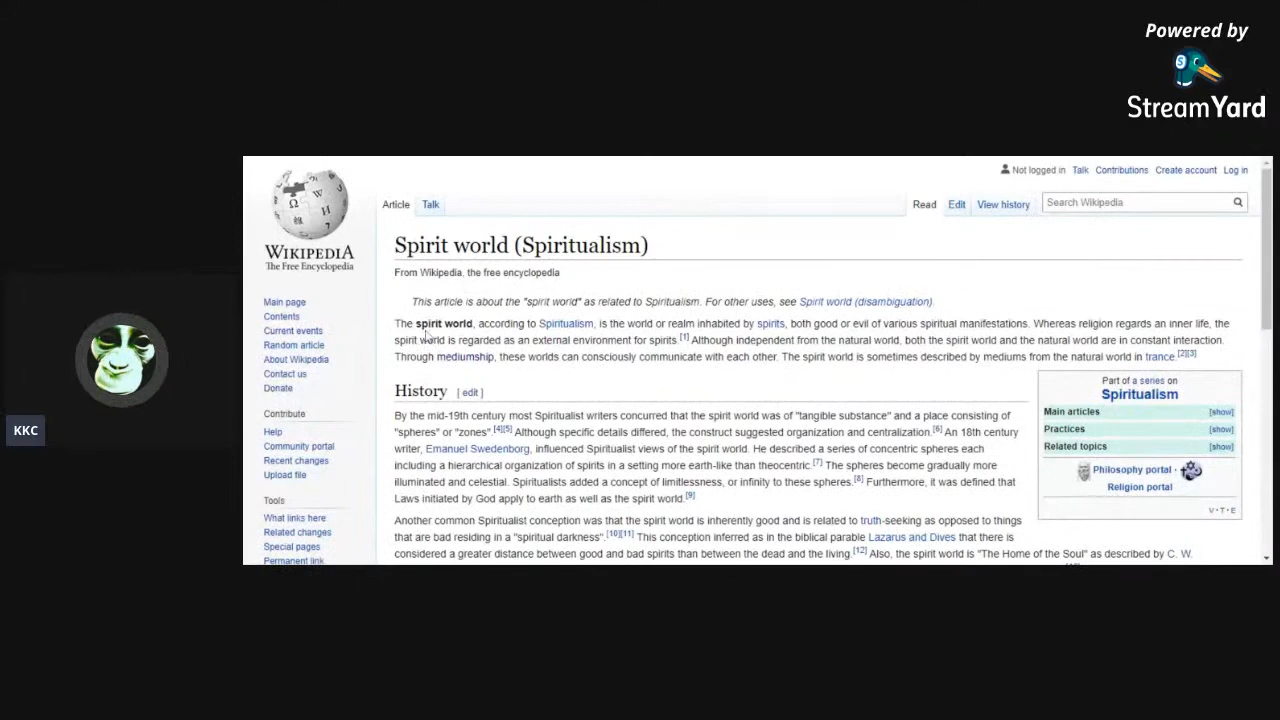 Powered by
StreamYard
Not logged in Talk Contributions Create account Log in
Article Talk Read Edit View history Search Wikipedia
WIKIPEDIA
The Free Encyclopedia
Main page
Contents
Current events
Random article
About Wikipedia
Contact us
Donate
Contribute
Help
Community portal
Recent changes
Upload file
Tools
What links here
Related changes
Special pages
Permanent link
KKC
Spirit world (Spiritualism)
From Wikipedia, the free encyclopedia
This article is about the "spirit world" as related to Spiritualism. For other uses, see Spirit world (disambiguation).
The spirit world, according to Spiritualism, is the world or realm inhabited by spirits, both good or evil of various spiritual manifestations. Whereas religion regards an inner life, the
spirit world is regarded as an external environment for spirits.[1] Although independent from the natural world, both the spirit world and the natural world are in constant interaction.
Through mediumship, these worlds can consciously communicate with each other. The spirit world is sometimes described by mediums from the natural world in trance.[2][3]
History [ edit ]
By the mid-19th century most Spiritualist writers concurred that the spirit world was of "tangible substance" and a place consisting of
"spheres" or "zones".[4][5] Although specific details differed, the construct suggested organization and centralization.[6] An 18th century
writer, Emanuel Swedenborg, influenced Spiritualist views of the spirit world. He described a series of concentric spheres each
including a hierarchical organization of spirits in a setting more earth-like than theocentric.[7] The spheres become gradually more
illuminated and celestial. Spiritualists added a concept of limitlessness, or infinity to these spheres.[8] Furthermore, it was defined that
Laws initiated by God apply to earth as well as the spirit world.[9]
Another common Spiritualist conception was that the spirit world is inherently good and is related to truth-seeking as opposed to things
that are bad residing in a "spiritual darkness".[10][11] This conception inferred as in the biblical parable Lazarus and Dives that there is
considered a greater distance between good and bad spirits than between the dead and the living.[12] Also, the spirit world is "The Home of the Soul" as described by C. W.
Part of a series on
Spiritualism
Main articles [show]
Practices [show]
Related topics [show]
Philosophy portal ·
Religion portal
V·T·E